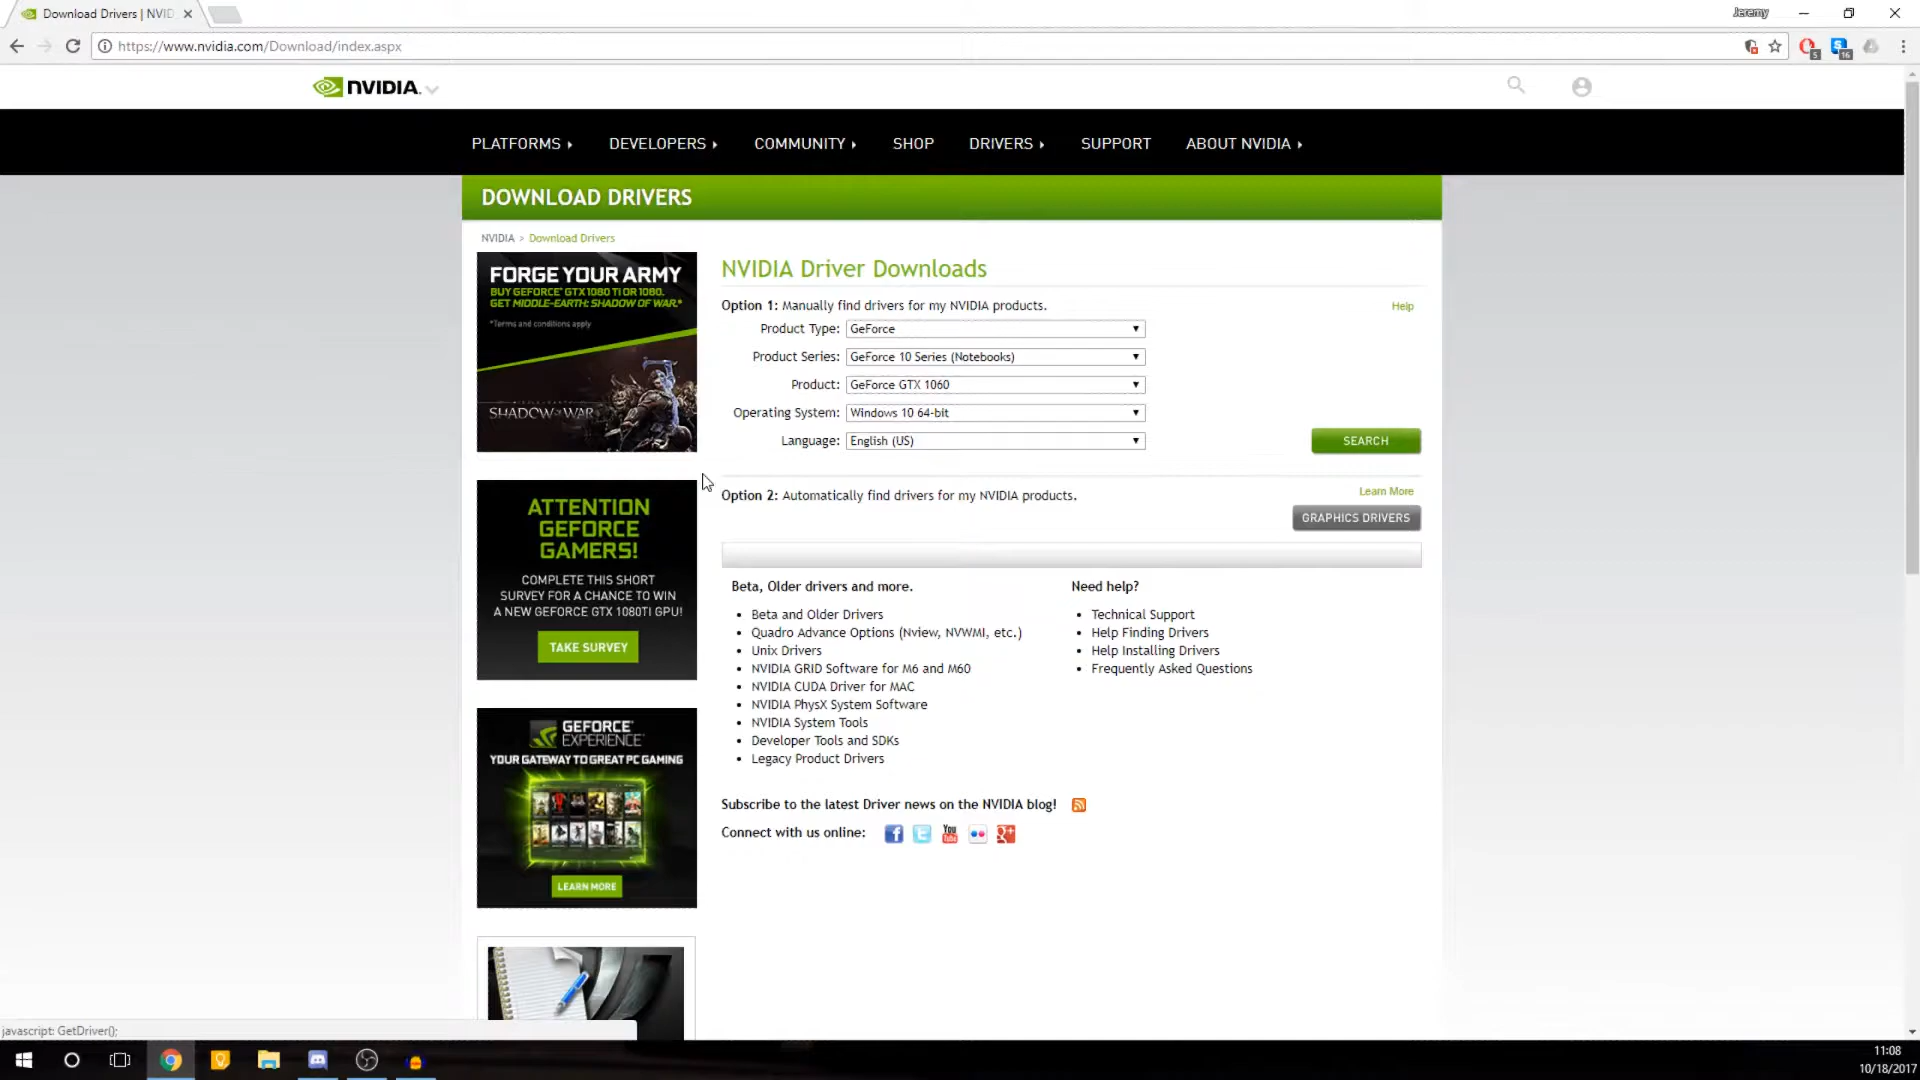 Download Drivers | NVID
Jeremy
https://www.nvidia.com/Download/index.aspx
5
16
NVIDIA.
PLATFORMS
DEVELOPERS
COMMUNITY
SHOP
DRIVERS
SUPPORT
ABOUT NVIDIA
DOWNLOAD DRIVERS
NVIDIA > Download Drivers
FORGE YOUR ARMY
BUY GEFORCE® GTX 1080 TI OR 1080.
GET MIDDLE-EARTH: SHADOW OF WAR.*
*Terms and conditions apply
SHADOW OF WAR
NVIDIA Driver Downloads
Option 1: Manually find drivers for my NVIDIA products.
Help
Product Type: GeForce
Product Series: GeForce 10 Series (Notebooks)
Product: GeForce GTX 1060
Operating System: Windows 10 64-bit
Language: English (US)
SEARCH
Option 2: Automatically find drivers for my NVIDIA products.
Learn More
GRAPHICS DRIVERS
ATTENTION
GEFORCE
GAMERS!
COMPLETE THIS SHORT
SURVEY FOR A CHANCE TO WIN
A NEW GEFORCE GTX 1080TI GPU!
TAKE SURVEY
Beta, Older drivers and more.
Beta and Older Drivers
Quadro Advance Options (Nview, NVWMI, etc.)
Unix Drivers
NVIDIA GRID Software for M6 and M60
NVIDIA CUDA Driver for MAC
NVIDIA PhysX System Software
NVIDIA System Tools
Developer Tools and SDKs
Legacy Product Drivers
Need help?
Technical Support
Help Finding Drivers
Help Installing Drivers
Frequently Asked Questions
GEFORCE®
EXPERIENCE™
YOUR GATEWAY TO GREAT PC GAMING
LEARN MORE
Subscribe to the latest Driver news on the NVIDIA blog!
Connect with us online:
You
Tube
javascript: GetDriver();
11:08
10/18/2017